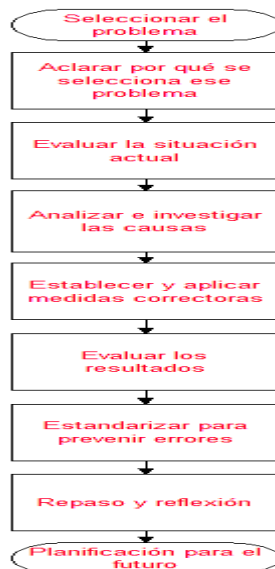 Seleccionar el
problema
Aclarar por qué se
selecciona ese
problema
Evaluar la situación
actual
Analizar e investigar
las causas
Establecer y aplicar
medidas correctoras
Evaluar los
resultados
Estandarizar para
prevenir errores
Repaso y reflexión
Planificación para el
futuro